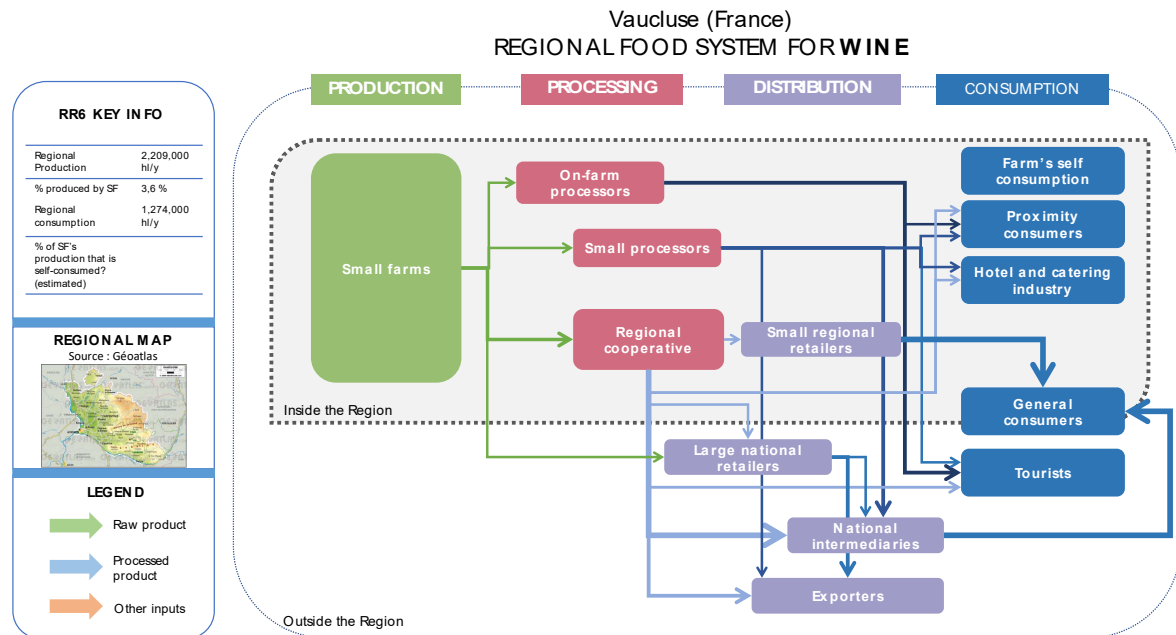 Vaucluse (France)
REGIONAL FOOD SYSTEM FOR WINE
PRODUCTION
PROCESSING
DISTRIBUTION
CONSUMPTION
RR6 KEY INFO
Regional
Production
2,209,000
hl/y
% produced by SF
3,6 %
Regional
consumption
1,274,000
hl/y
% of SF's
production that is
self-consumed?
(estimated)
REGIONAL MAP
Source : Géoatlas
LEGEND
Raw product
Processed
product
Other inputs
Small farms
On-farm
processors
Small processors
Regional
cooperative
Small regional
retailers
Large national
retailers
National
intermediaries
Exporters
Farm's self
consumption
Proximity
consumers
Hotel and catering
industry
General
consumers
Tourists
Inside the Region
Outside the Region